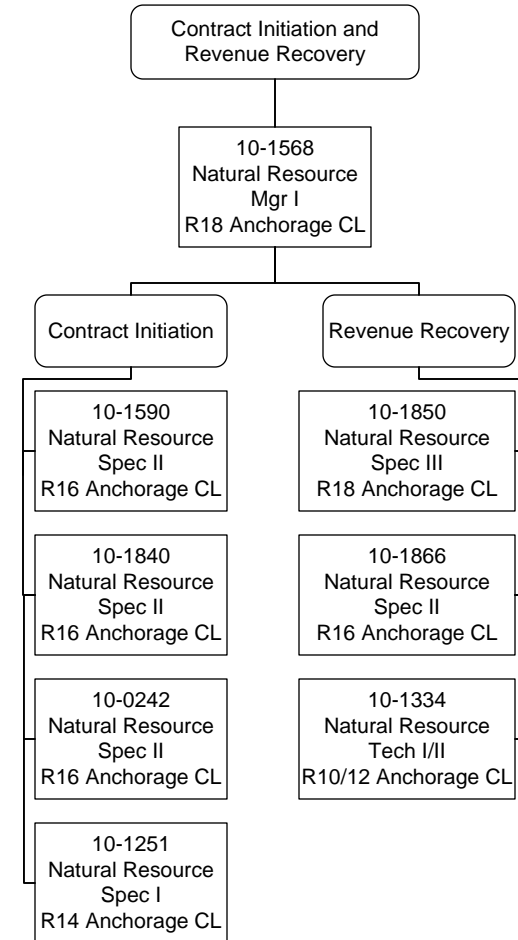 Contract Initiation and
Revenue Recovery
10-1568
Natural Resource
Mgr I
R18 Anchorage CL
Contract Initiation
10-1590
Natural Resource
Spec II
R16 Anchorage CL
10-1840
Natural Resource
Spec II
R16 Anchorage CL
10-0242
Natural Resource
Spec II
R16 Anchorage CL
10-1251
Natural Resource
Spec I
R14 Anchorage CL
Revenue Recovery
10-1850
Natural Resource
Spec III
R18 Anchorage CL
10-1866
Natural Resource
Spec II
R16 Anchorage CL
10-1334
Natural Resource
Tech I/II
R10/12 Anchorage CL